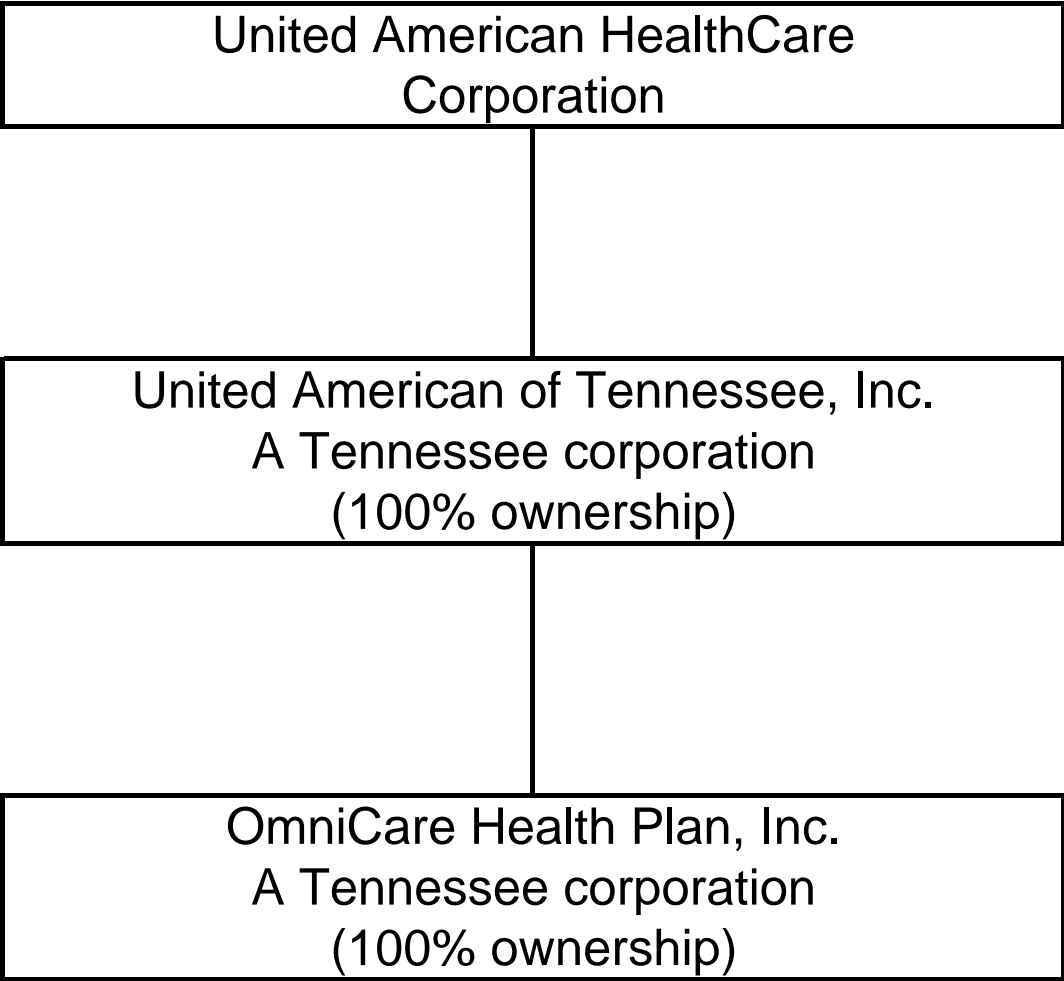 United American HealthCare
Corporation
United American of Tennessee, Inc.
A Tennessee corporation
(100% ownership)
OmniCare Health Plan, Inc.
A Tennessee corporation
(100% ownership)